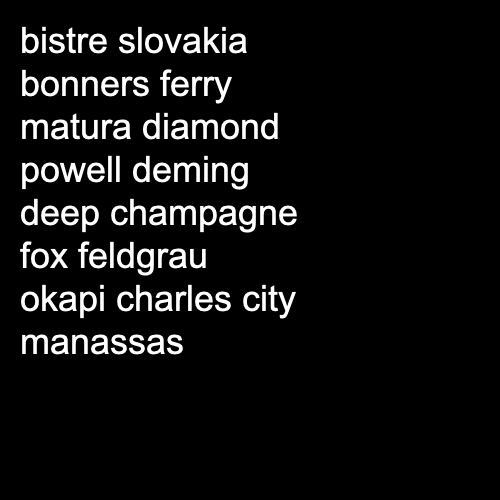 bistre slovakia
bonners ferry
matura diamond
powell deming
deep champagne
fox feldgrau
okapi charles city
manassas